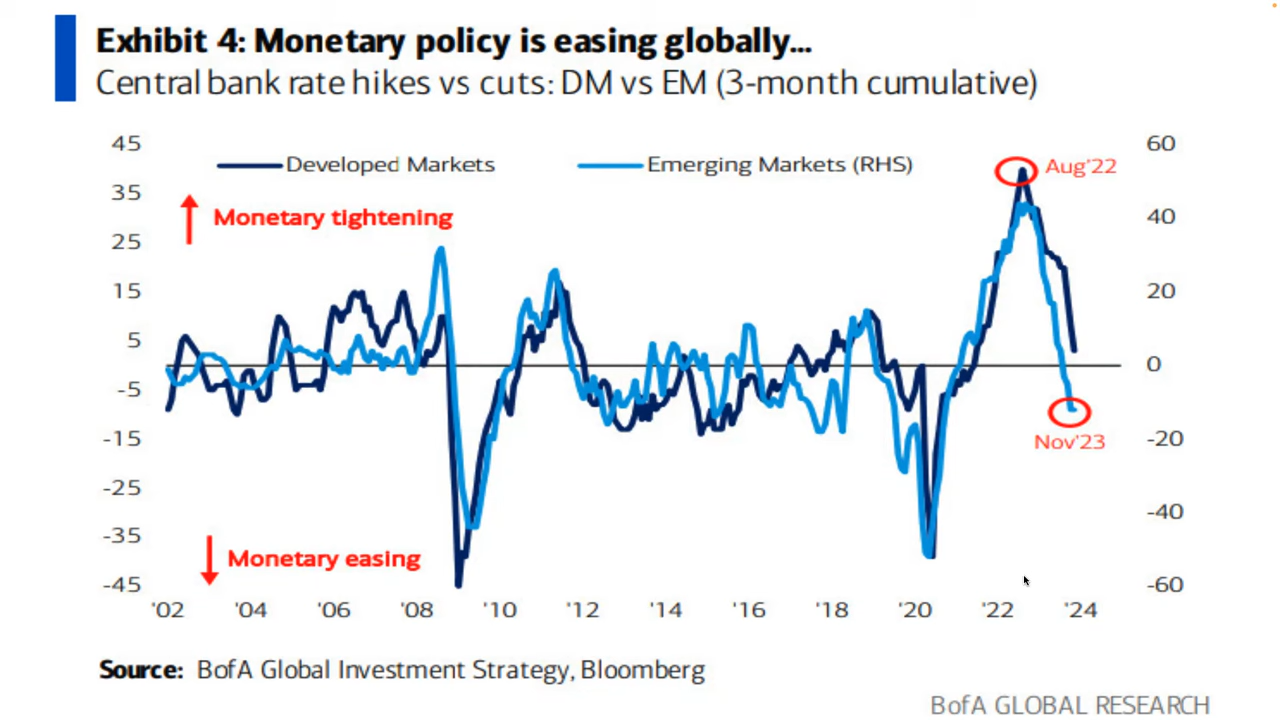 Exhibit 4: Monetary policy is easing globally...
Central bank rate hikes vs cuts: DM vs EM (3-month cumulative)
45
35
25
15
5
-5
-15
-25
-35
-45
Developed Markets
Emerging Markets (RHS)
Monetary tightening
Monetary easing
Aug'22
Nov'23
60
40
20
0
-20
-40
-60
'02 '04 '06 '08 '10 '12 '14 '16 '18 '20 '22 '24
Source: BofA Global Investment Strategy, Bloomberg
BofA GLOBAL RESEARCH